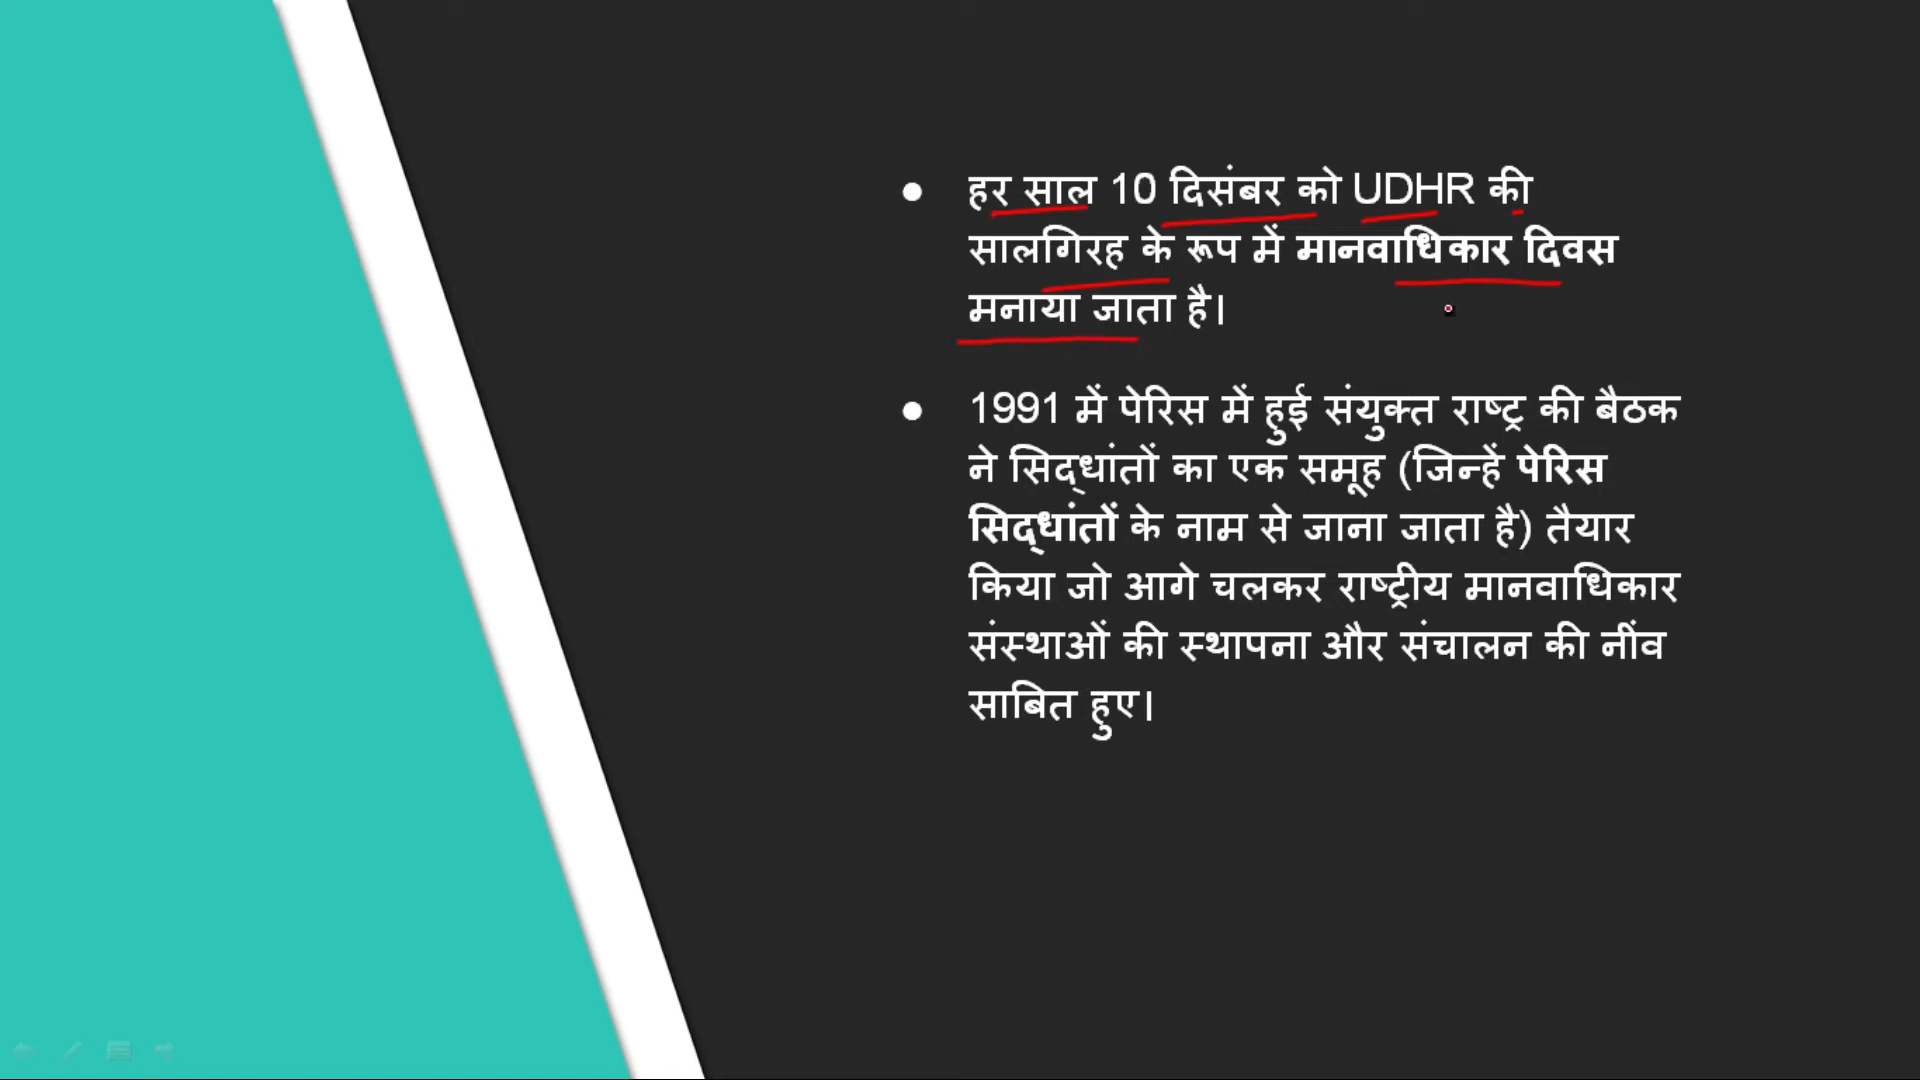 हर साल 10 दिसंबर को UDHR की
सालगिरह के रूप में मानवाधिकार दिवस
मनाया जाता है।
1991 में पेरिस में हुई संयुक्त राष्ट्र की बैठक
ने सिद्धांतों का एक समूह (जिन्हें पेरिस
सिद्धांतों के नाम से जाना जाता है) तैयार
किया जो आगे चलकर राष्ट्रीय मानवाधिकार
संस्थाओं की स्थापना और संचालन की नींव
साबित हुए।